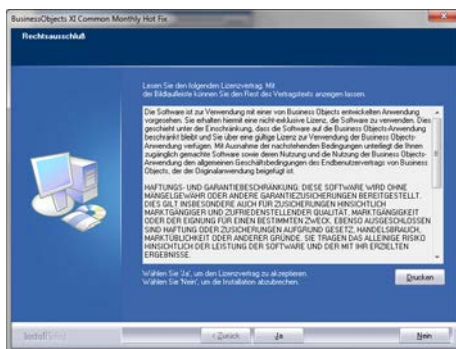 BusinessObjects XI Common Monthly Hot Fix
Rechtsausschluß
Lesen Sie den folgenden Lizenzvertrag. Mit
der Bildlaufleiste können Sie den Rest des Vertragstexts anzeigen lassen.
Die Software ist zur Verwendung mit einer von Business Objects entwickelten Anwendung
vorgesehen. Sie erhalten hiermit eine nicht-exklusive Lizenz, die Software zu verwenden. Dies
geschieht unter der Einschränkung, dass die Software auf die Business Objects-Anwendung
beschränkt bleibt und Sie über eine gültige Lizenz zur Verwendung der Business Objects-
Anwendung verfügen. Mit Ausnahme der nachstehenden Bedingungen unterliegt die Ihnen
zugänglich gemachte Software sowie deren Nutzung und die Nutzung der Business Objects-
Anwendung den allgemeinen Geschäftsbedingungen des Endbenutzervertrags von Business
Objects, der der Originalanwendung beigefügt ist.
HAFTUNGS- UND GARANTIEBESCHRÄNKUNG: DIESE SOFTWARE WIRD OHNE
MÄNGELGEWÄHR ODER ANDERE GARANTIEZUSICHERUNGEN BEREITGESTELLT.
DIES GILT INSBESONDERE AUCH FÜR ZUSICHERUNGEN HINSICHTLICH
MARKTGÄNGIGER UND ZUFRIEDENSTELLENDER QUALITÄT, MARKTGÄNGIGKEIT
ODER DER EIGNUNG FÜR EINEN BESTIMMTEN ZWECK. EBENSO AUSGESCHLOSSEN
SIND HAFTUNG ODER ZUSICHERUNGEN AUFGRUND GESETZ, HANDELSBRAUCH,
MARKTÜBLICHKEIT ODER ANDERER GRÜNDE. SIE TRAGEN DAS ALLEINIGE RISIKO
HINSICHTLICH DER LEISTUNG DER SOFTWARE UND DER MIT IHR ERZIELTEN
ERGEBNISSE.
Wählen Sie 'Ja', um den Lizenzvertrag zu akzeptieren.
Wählen Sie 'Nein', um die Installation abzubrechen.
Drucken
InstallShield
< Zurück
Ja
Nein